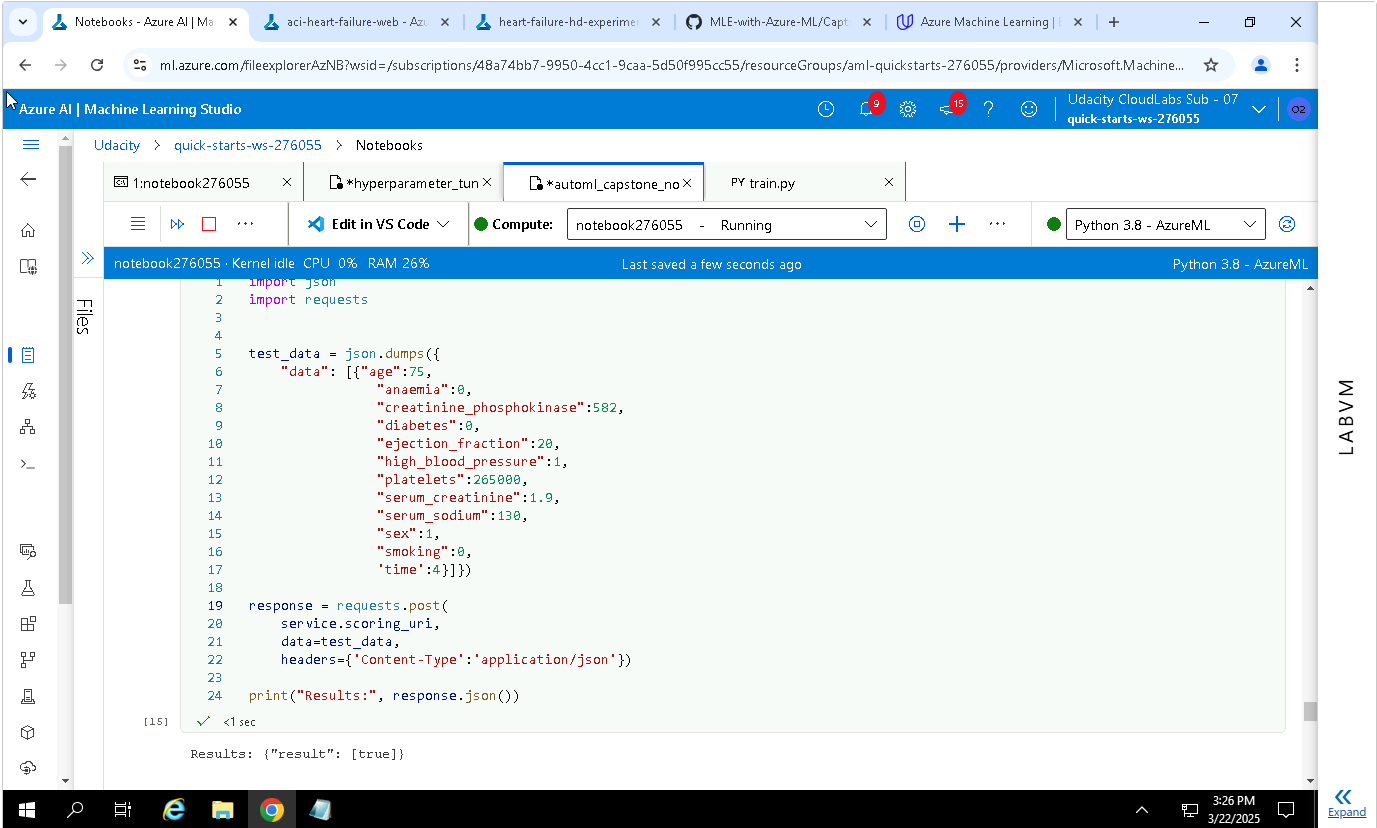 Notebooks - Azure AI | Ma
aci-heart-failure-web - Azu
heart-failure-hd-experimer
MLE-with-Azure-ML/Capt
Azure Machine Learning |
ml.azure.com/fileexplorerAzNB?wsid=/subscriptions/48a74bb7-9950-4cc1-9caa-5d50f995cc55/resourceGroups/aml-quickstarts-276055/providers/Microsoft.Machine...
Azure AI | Machine Learning Studio
9
15
Udacity CloudLabs Sub - 07
quick-starts-ws-276055
O2
Udacity > quick-starts-ws-276055 > Notebooks
1:notebook276055
*hyperparameter_tun
*automl_capstone_no
PY train.py
Edit in VS Code
Compute:
notebook276055 - Running
Python 3.8 - AzureML
notebook276055 · Kernel idle CPU 0% RAM 26%
Last saved a few seconds ago
Python 3.8 - AzureML
Files
1 import json
2 import requests
3
4
5 test_data = json.dumps({
6 "data": [{"age":75,
7 "anaemia":0,
8 "creatinine_phosphokinase":582,
9 "diabetes":0,
10 "ejection_fraction":20,
11 "high_blood_pressure":1,
12 "platelets":265000,
13 "serum_creatinine":1.9,
14 "serum_sodium":130,
15 "sex":1,
16 "smoking":0,
17 'time':4}]})
18
19 response = requests.post(
20 service.scoring_uri,
21 data=test_data,
22 headers={'Content-Type':'application/json'})
23
24 print("Results:", response.json())
[15]
<1 sec
Results: {"result": [true]}
LABVM
Expand
3:26 PM
3/22/2025